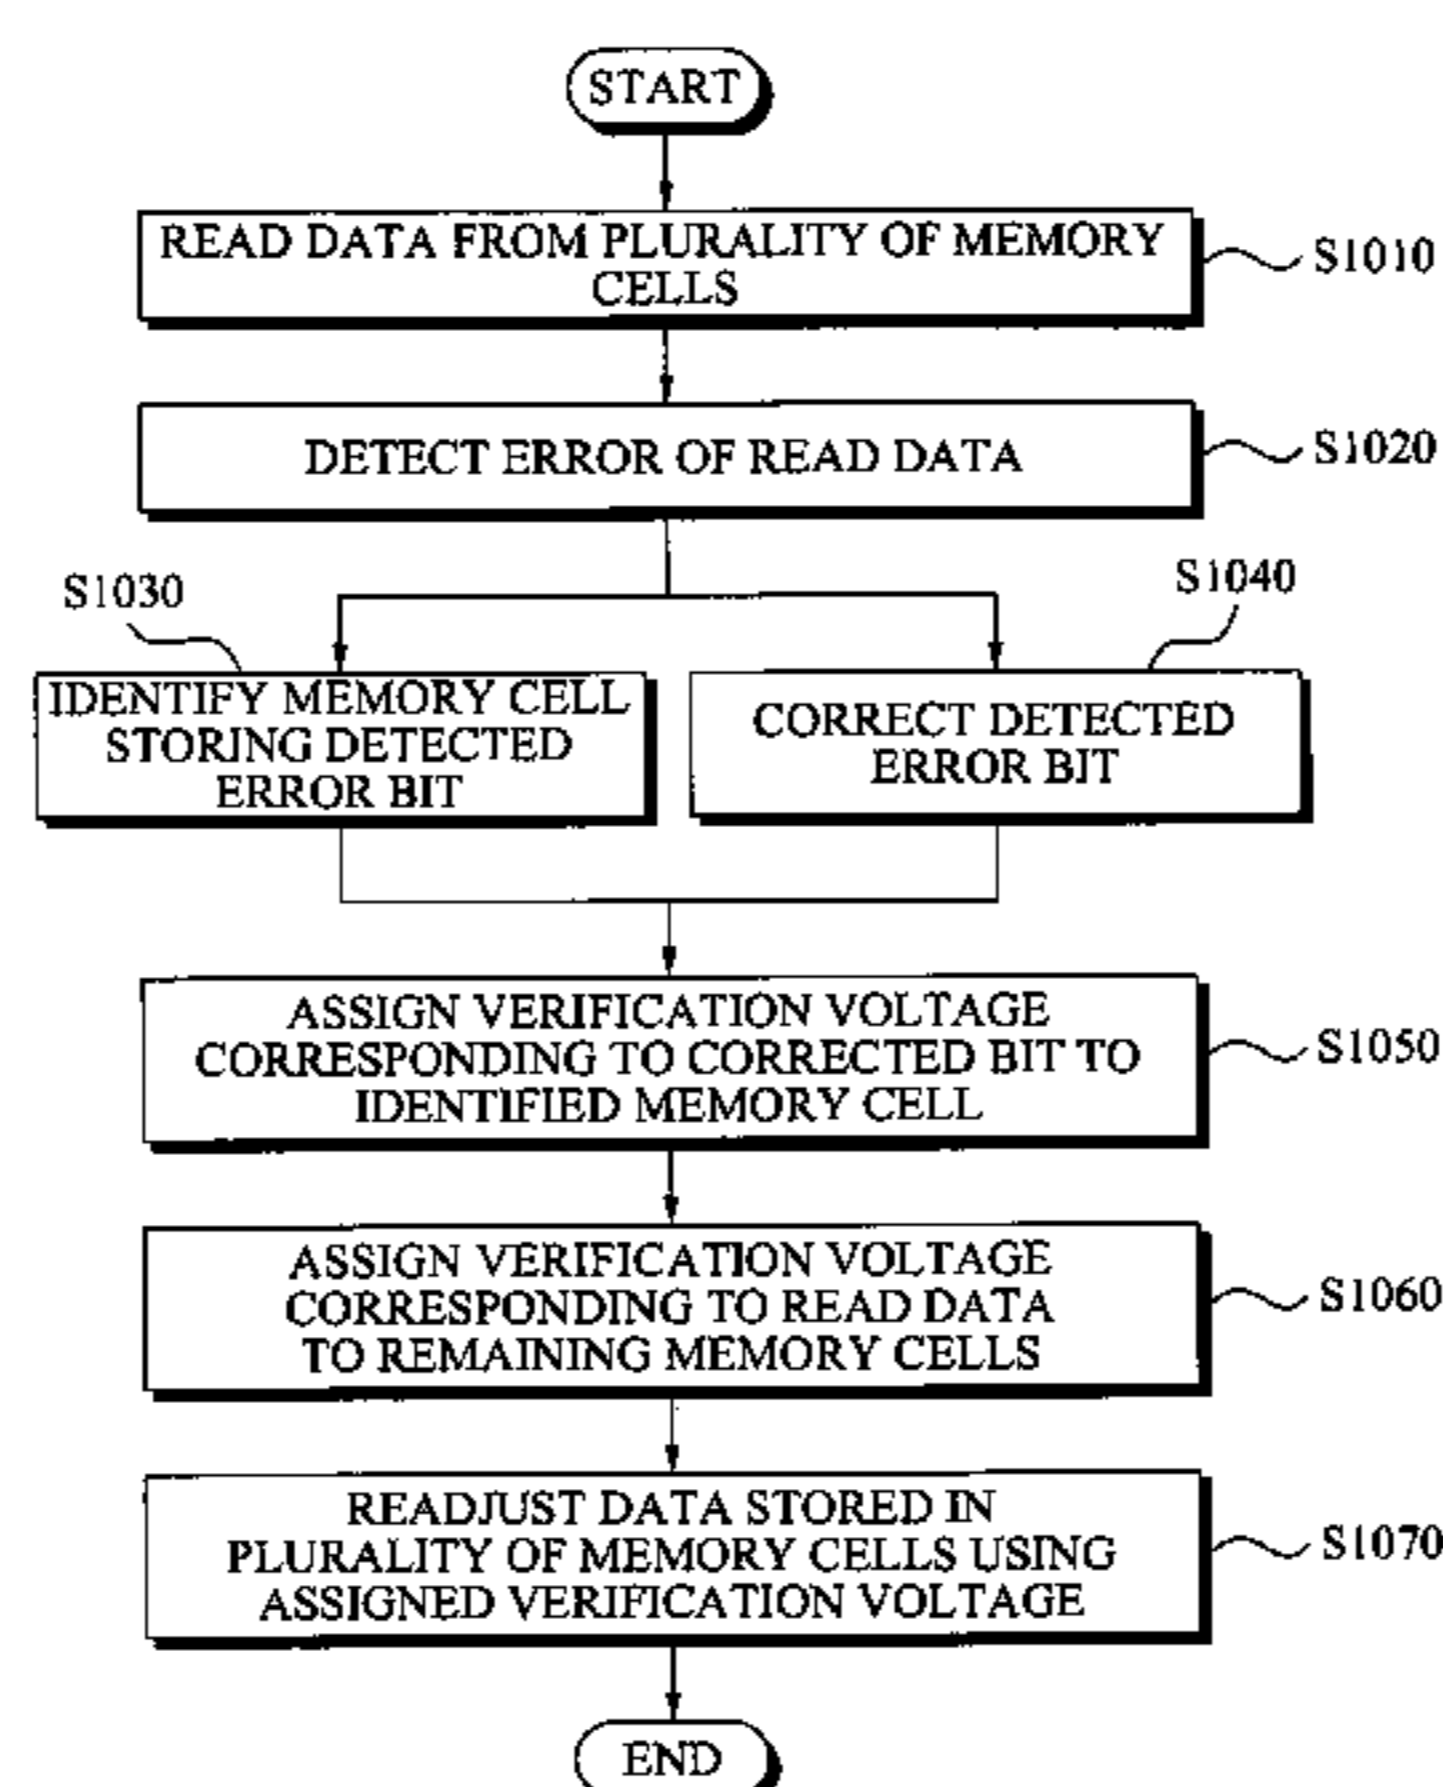 START
READ DATA FROM PLURALITY OF MEMORY
CELLS
S1010
DETECT ERROR OF READ DATA
S1020
S1030
IDENTIFY MEMORY CELL
STORING DETECTED
ERROR BIT
S1040
CORRECT DETECTED
ERROR BIT
ASSIGN VERIFICATION VOLTAGE
CORRESPONDING TO CORRECTED BIT TO
IDENTIFIED MEMORY CELL
S1050
ASSIGN VERIFICATION VOLTAGE
CORRESPONDING TO READ DATA
TO REMAINING MEMORY CELLS
S1060
READJUST DATA STORED IN
PLURALITY OF MEMORY CELLS USING
ASSIGNED VERIFICATION VOLTAGE
S1070
END